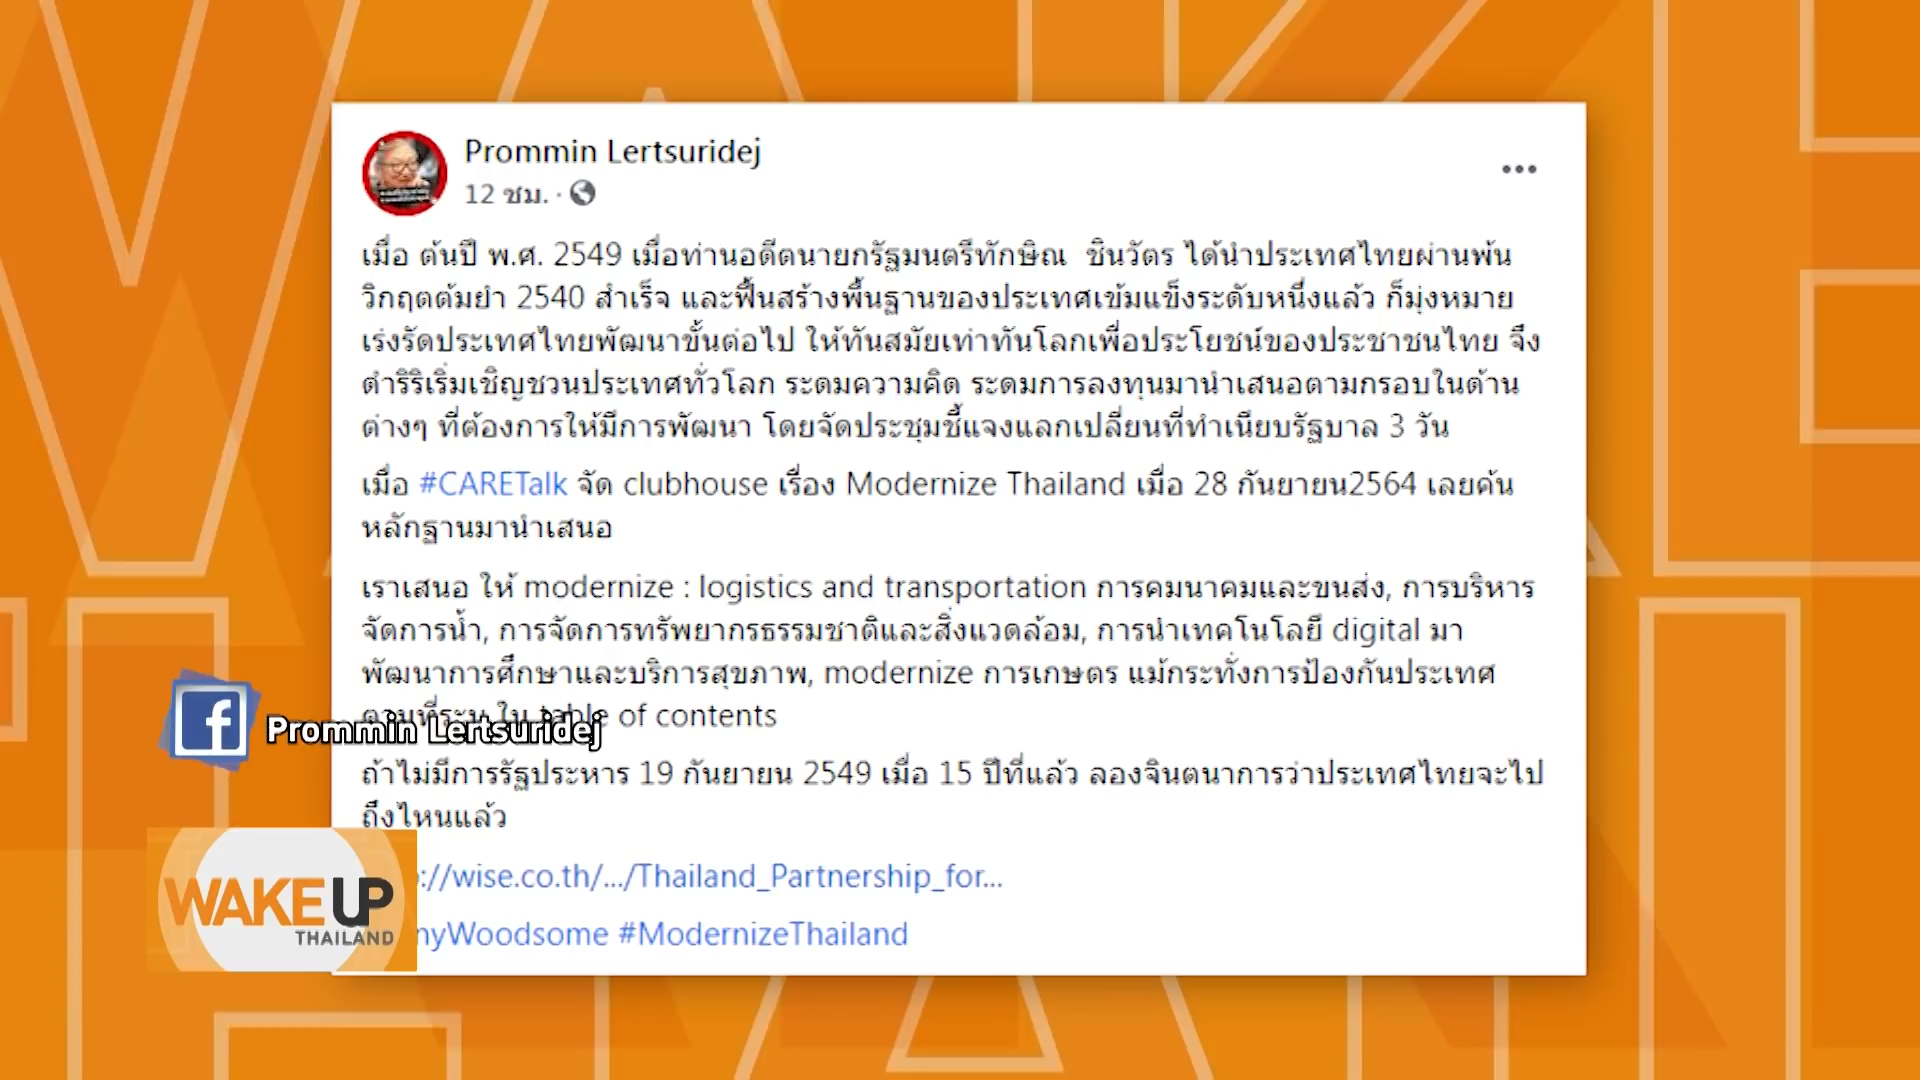 Prommin Lertsuridej
12 ชม. ·
เมื่อ ต้นปี พ.ศ. 2549 เมื่อท่านอดีตนายกรัฐมนตรีทักษิณ ชินวัตร ได้นำประเทศไทยผ่านพ้น
วิกฤตต้มยำ 2540 สำเร็จ และฟื้นสร้างพื้นฐานของประเทศเข้มแข็งระดับหนึ่งแล้ว ก็มุ่งหมาย
เร่งรัดประเทศไทยพัฒนาขั้นต่อไป ให้ทันสมัยเท่าทันโลกเพื่อประโยชน์ของประชาชนไทย จึง
ดำริริเริ่มเชิญชวนประเทศทั่วโลก ระดมความคิด ระดมการลงทุนมานำเสนอตามกรอบในด้าน
ต่างๆ ที่ต้องการให้มีการพัฒนา โดยจัดประชุมชี้แจงแลกเปลี่ยนที่ทำเนียบรัฐบาล 3 วัน
เมื่อ #CARETalk จัด clubhouse เรื่อง Modernize Thailand เมื่อ 28 กันยายน2564 เลยค้น
หลักฐานมานำเสนอ
เราเสนอ ให้ modernize : logistics and transportation การคมนาคมและขนส่ง, การบริหาร
จัดการน้ำ, การจัดการทรัพยากรธรรมชาติและสิ่งแวดล้อม, การนำเทคโนโลยี digital มา
พัฒนาการศึกษาและบริการสุขภาพ, modernize การเกษตร แม้กระทั่งการป้องกันประเทศ
ตามที่ระบุ ใน table of contents
Prommin Lertsuridej
ถ้าไม่มีการรัฐประหาร 19 กันยายน 2549 เมื่อ 15 ปีที่แล้ว ลองจินตนาการว่าประเทศไทยจะไป
ถึงไหนแล้ว
://wise.co.th/.../Thailand_Partnership_for...
nyWoodsome #ModernizeThailand
WAKE UP
THAILAND